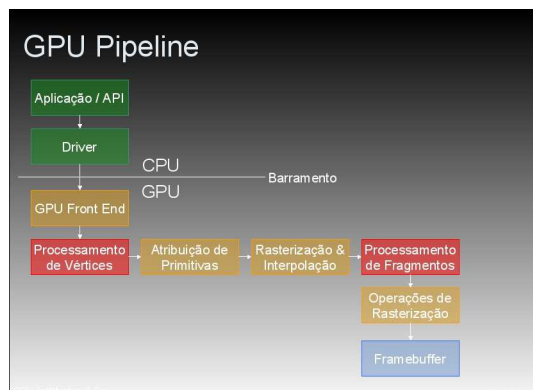 GPU Pipeline
Aplicação / API
Driver
CPU
Barramento
GPU
GPU Front End
Processamento
de Vértices
Atribuição de
Primitivas
Rasterização &
Interpolação
Processamento
de Fragmentos
Operações de
Rasterização
Framebuffer